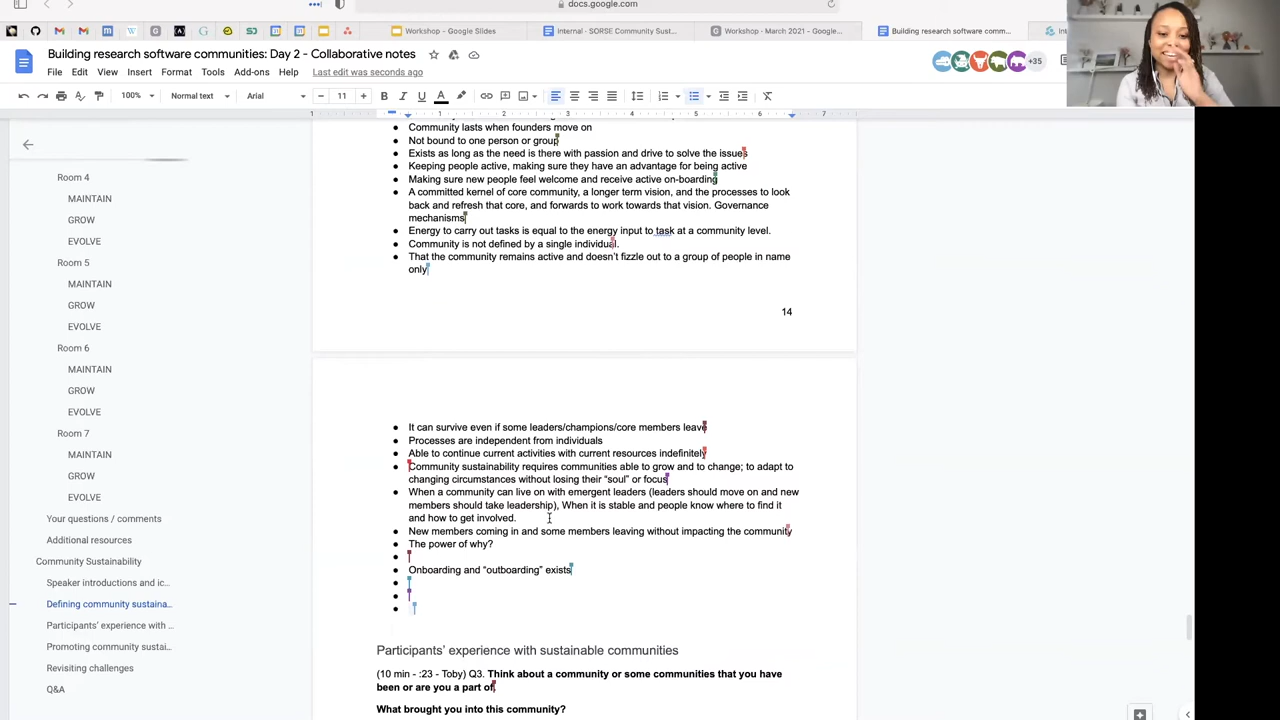 docs.google.com
Workshop - Google Slides
Internal - SORSE Community Sust...
Workshop - March 2021 - Google...
Building research software comm...
Building research software communities: Day 2 - Collaborative notes
+35
File Edit View Insert Format Tools Add-ons Help Last edit was seconds ago
100% Normal text Arial 11
1 1 2 3 4 5 6 7
Community lasts when founders move on
Not bound to one person or group
Exists as long as the need is there with passion and drive to solve the issues
Keeping people active, making sure they have an advantage for being active
Making sure new people feel welcome and receive active on-boarding
A committed kernel of core community, a longer term vision, and the processes to look
back and refresh that core, and forwards to work towards that vision. Governance
mechanisms
Energy to carry out tasks is equal to the energy input to task at a community level.
Community is not defined by a single individual.
That the community remains active and doesn't fizzle out to a group of people in name
only
14
It can survive even if some leaders/champions/core members leave
Processes are independent from individuals
Able to continue current activities with current resources indefinitely
Community sustainability requires communities able to grow and to change; to adapt to
changing circumstances without losing their “soul” or focus
When a community can live on with emergent leaders (leaders should move on and new
members should take leadership), When it is stable and people know where to find it
and how to get involved.
New members coming in and some members leaving without impacting the community
The power of why?
Onboarding and “outboarding” exists
Participants’ experience with sustainable communities
(10 min - :23 - Toby) Q3. Think about a community or some communities that you have
been or are you a part of.
What brought you into this community?
Room 4
MAINTAIN
GROW
EVOLVE
Room 5
MAINTAIN
GROW
EVOLVE
Room 6
MAINTAIN
GROW
EVOLVE
Room 7
MAINTAIN
GROW
EVOLVE
Your questions / comments
Additional resources
Community Sustainability
Speaker introductions and ic...
Defining community sustaina...
Participants' experience with ...
Promoting community sustai...
Revisiting challenges
Q&A